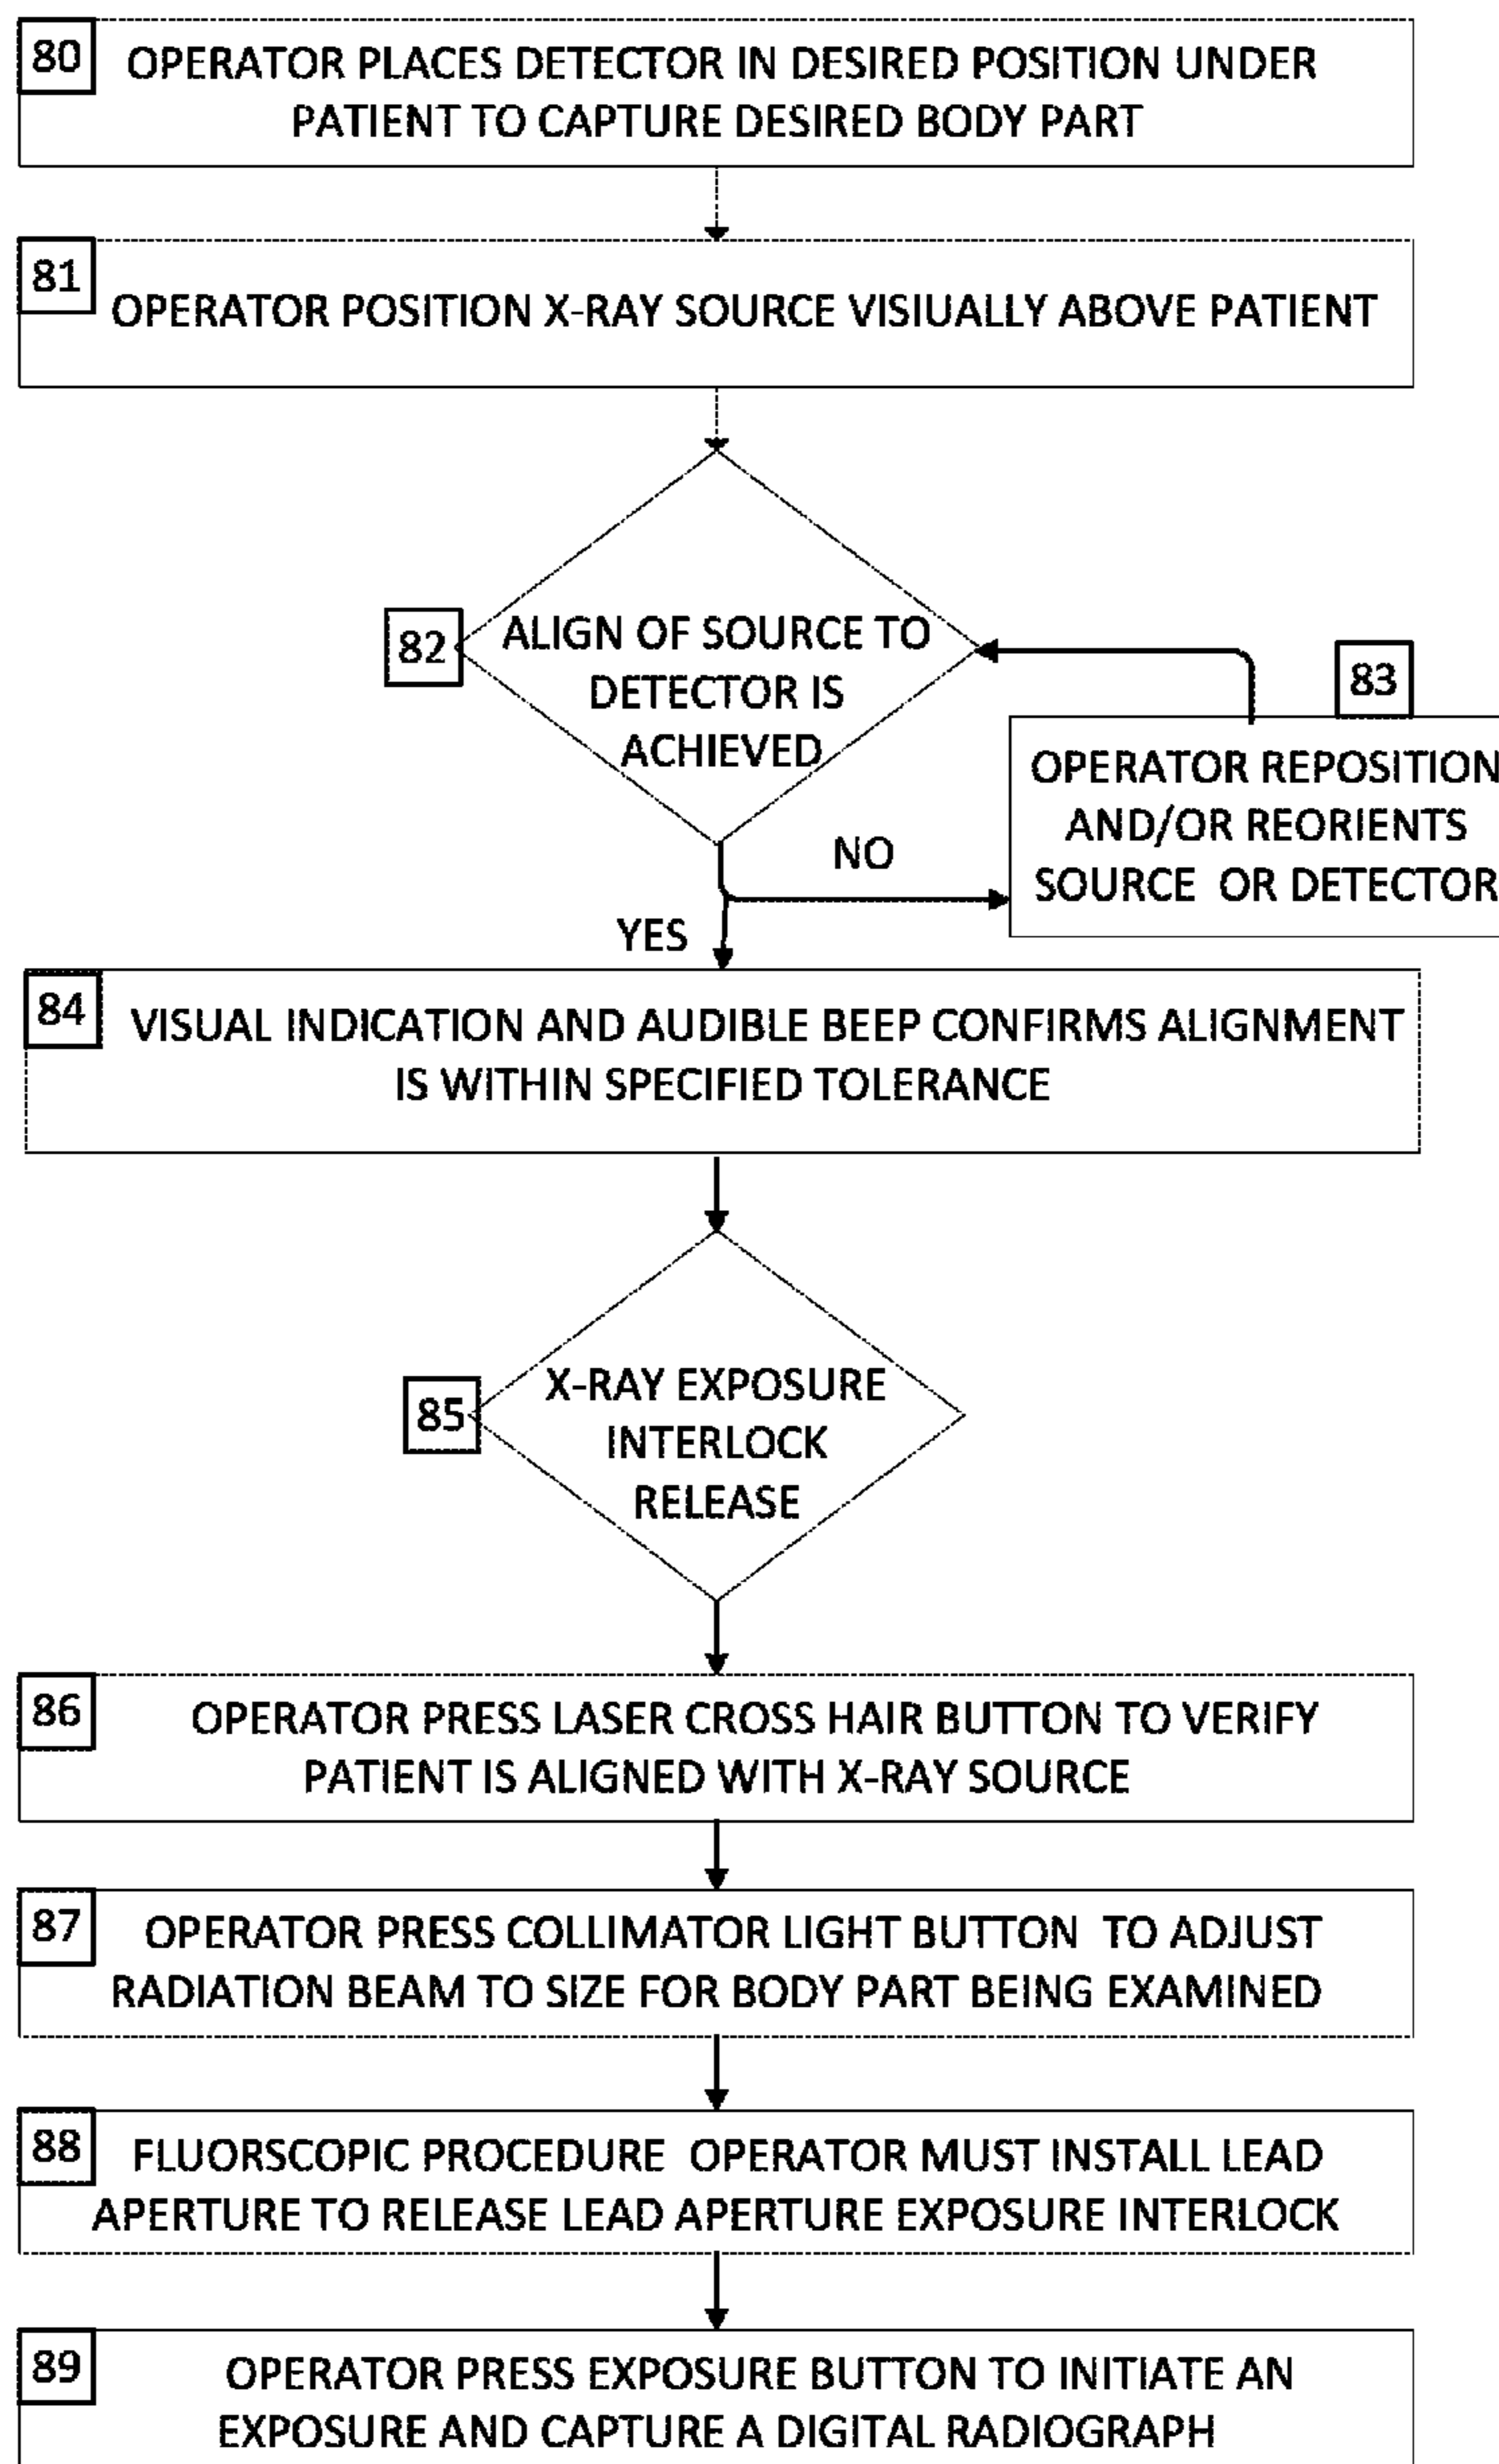 80
OPERATOR PLACES DETECTOR IN DESIRED POSITION UNDER
PATIENT TO CAPTURE DESIRED BODY PART
81
OPERATOR POSITION X-RAY SOURCE VISIUALLY ABOVE PATIENT
82
ALIGN OF SOURCE TO
DETECTOR IS
ACHIEVED
83
OPERATOR REPOSITION
AND/OR REORIENTS
SOURCE OR DETECTOR
NO
YES
84
VISUAL INDICATION AND AUDIBLE BEEP CONFIRMS ALIGNMENT
IS WITHIN SPECIFIED TOLERANCE
85
X-RAY EXPOSURE
INTERLOCK
RELEASE
86
OPERATOR PRESS LASER CROSS HAIR BUTTON TO VERIFY
PATIENT IS ALIGNED WITH X-RAY SOURCE
87
OPERATOR PRESS COLLIMATOR LIGHT BUTTON TO ADJUST
RADIATION BEAM TO SIZE FOR BODY PART BEING EXAMINED
88
FLUORSCOPIC PROCEDURE OPERATOR MUST INSTALL LEAD
APERTURE TO RELEASE LEAD APERTURE EXPOSURE INTERLOCK
89
OPERATOR PRESS EXPOSURE BUTTON TO INITIATE AN
EXPOSURE AND CAPTURE A DIGITAL RADIOGRAPH